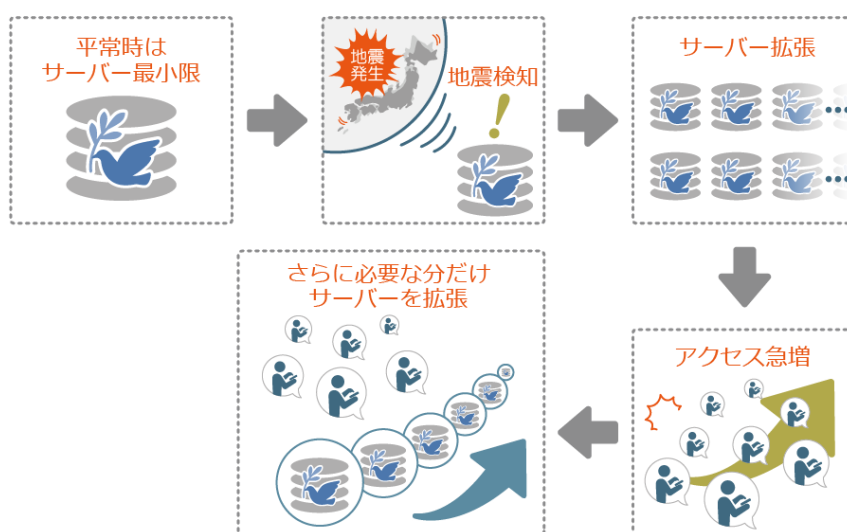 平常時は
サーバー最小限
地震
発生
地震検知
サーバー拡張
アクセス急増
さらに必要な分だけ
サーバーを拡張